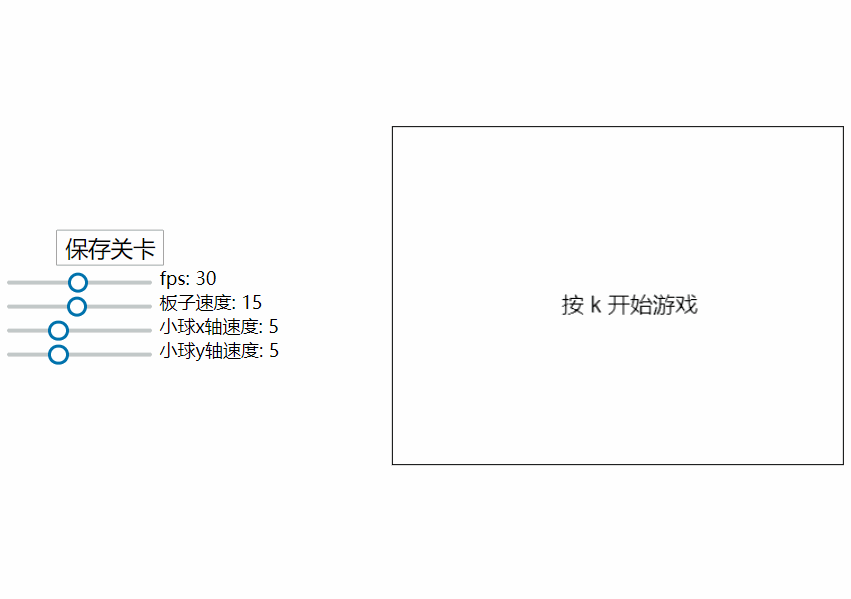 保存关卡
fps: 30
板子速度: 15
小球x轴速度: 5
小球y轴速度: 5
按 k 开始游戏